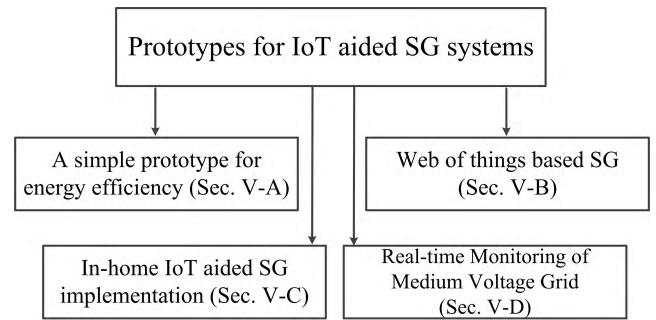 Prototypes for IoT aided SG systems
A simple prototype for
energy efficiency (Sec. V-A)
Web of things based SG
(Sec. V-B)
In-home IoT aided SG
implementation (Sec. V-C)
Real-time Monitoring of
Medium Voltage Grid
(Sec. V-D)